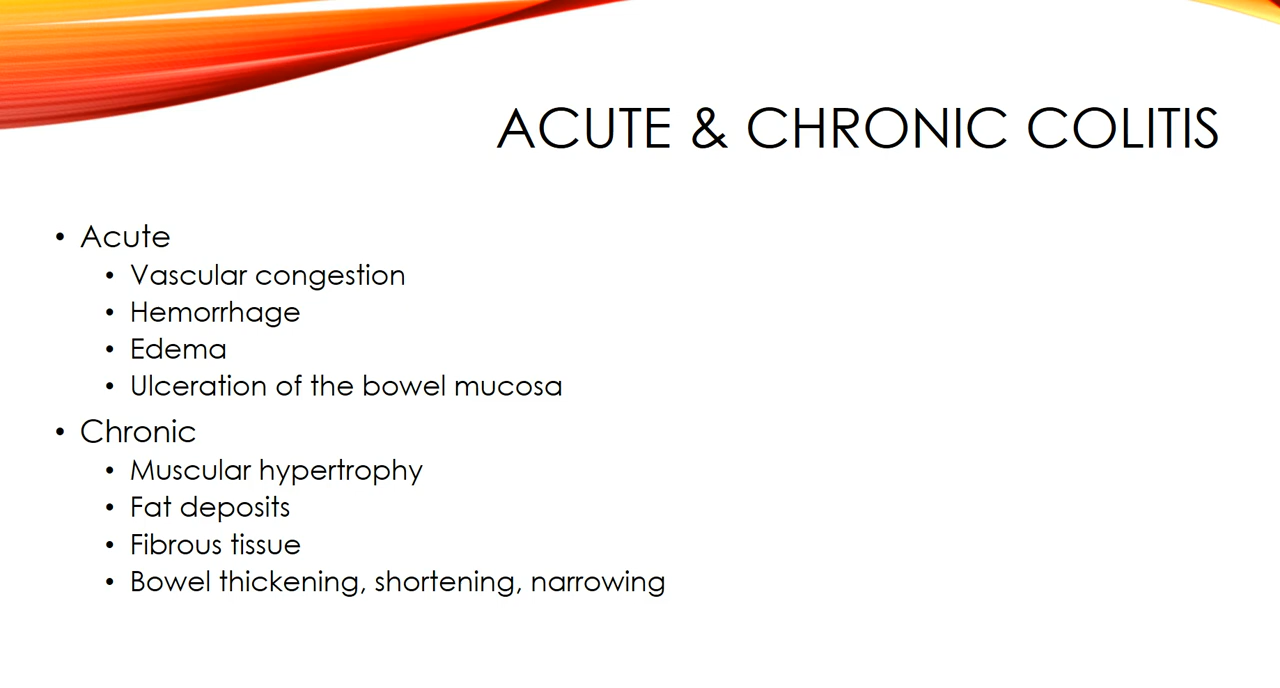 ACUTE & CHRONIC COLITIS
• Acute
• Vascular congestion
• Hemorrhage
• Edema
• Ulceration of the bowel mucosa
• Chronic
• Muscular hypertrophy
• Fat deposits
• Fibrous tissue
• Bowel thickening, shortening, narrowing